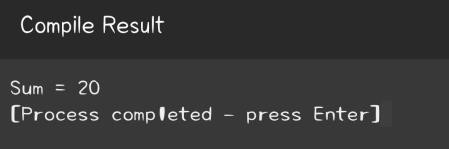 Compile Result
Sum = 20
[Process completed - press Enter]